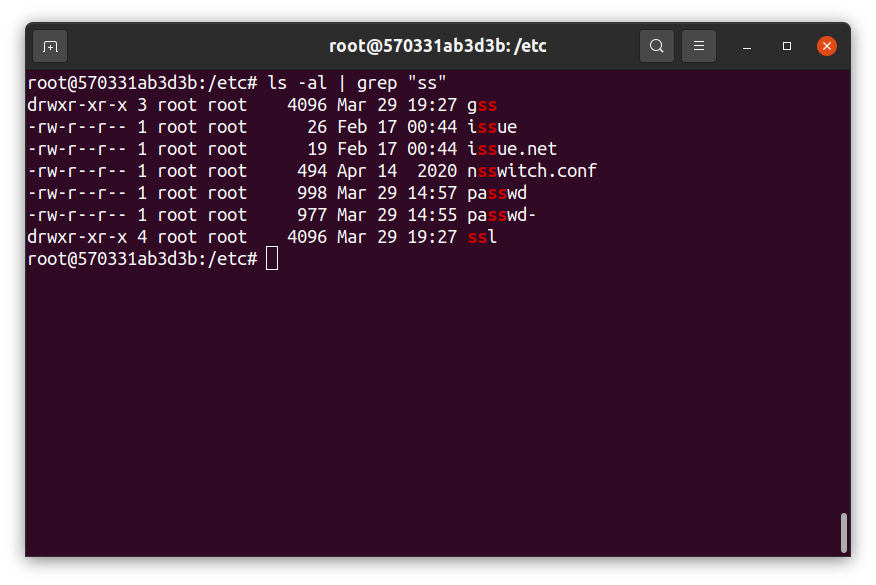 root@570331ab3d3b: /etc
root@570331ab3d3b:/etc# ls -al | grep "ss"
drwxr-xr-x 3 root root    4096 Mar 29 19:27 gss
-rw-r--r-- 1 root root      26 Feb 17 00:44 issue
-rw-r--r-- 1 root root      19 Feb 17 00:44 issue.net
-rw-r--r-- 1 root root     494 Apr 14  2020 nsswitch.conf
-rw-r--r-- 1 root root     998 Mar 29 14:57 passwd
-rw-r--r-- 1 root root     977 Mar 29 14:55 passwd-
drwxr-xr-x 4 root root    4096 Mar 29 19:27 ssl
root@570331ab3d3b:/etc#